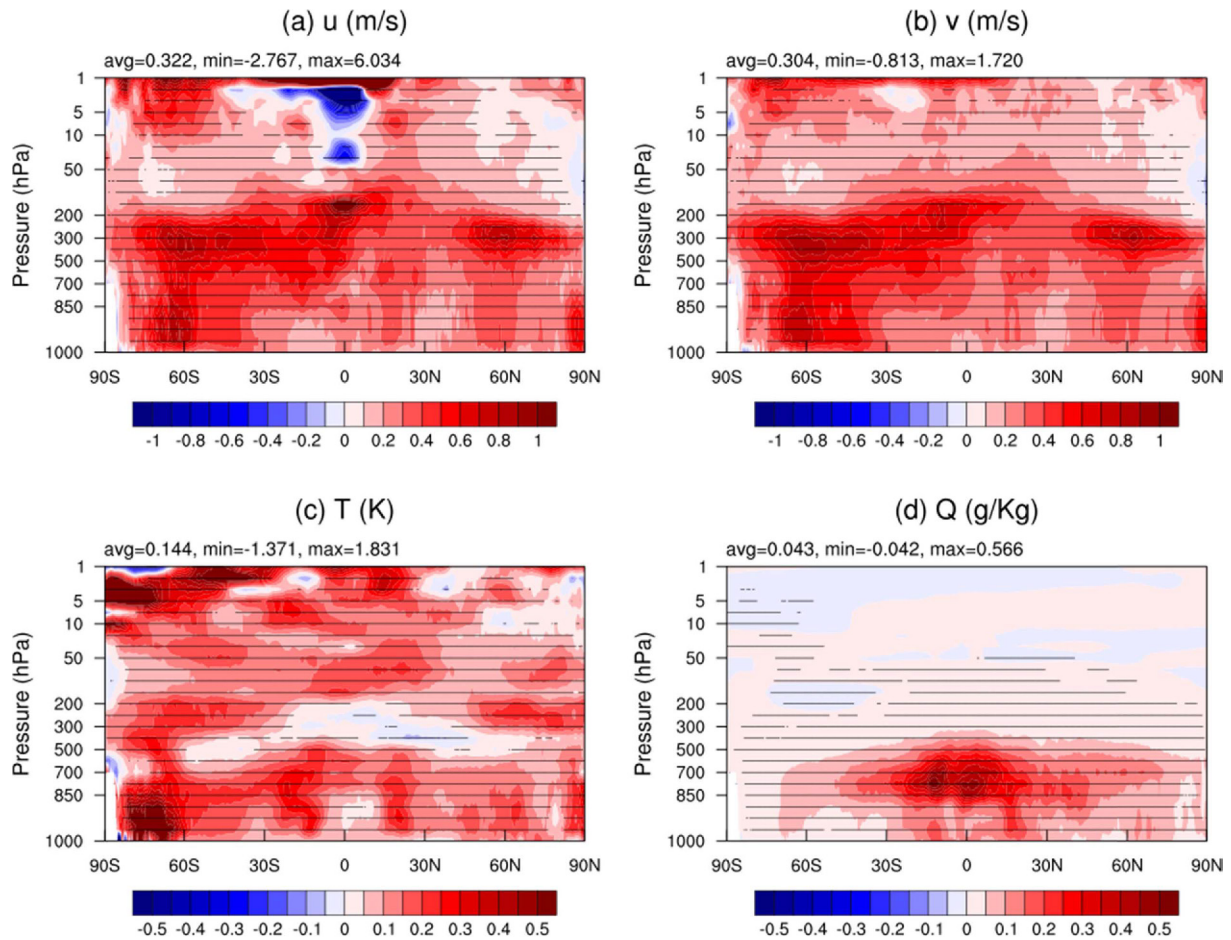 (a) u (m/s)
avg=0.322, min=-2.767, max=6.034
Pressure (hPa)
1
5
10
50
200
300
500
700
850
1000
90S 60S 30S 0 30N 60N 90N
-1 -0.8 -0.6 -0.4 -0.2 0 0.2 0.4 0.6 0.8 1
(b) v (m/s)
avg=0.304, min=-0.813, max=1.720
Pressure (hPa)
1
5
10
50
200
300
500
700
850
1000
90S 60S 30S 0 30N 60N 90N
-1 -0.8 -0.6 -0.4 -0.2 0 0.2 0.4 0.6 0.8 1
(c) T (K)
avg=0.144, min=-1.371, max=1.831
Pressure (hPa)
1
5
10
50
200
300
500
700
850
1000
90S 60S 30S 0 30N 60N 90N
-0.5 -0.4 -0.3 -0.2 -0.1 0 0.1 0.2 0.3 0.4 0.5
(d) Q (g/Kg)
avg=0.043, min=-0.042, max=0.566
Pressure (hPa)
1
5
10
50
200
300
500
700
850
1000
90S 60S 30S 0 30N 60N 90N
-0.5 -0.4 -0.3 -0.2 -0.1 0 0.1 0.2 0.3 0.4 0.5